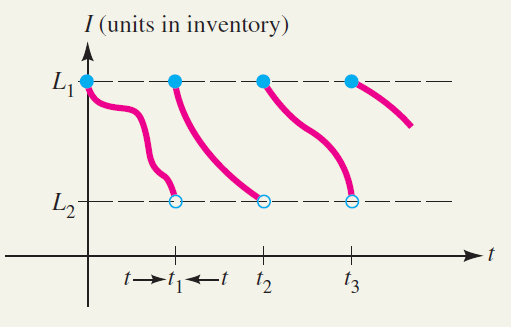 I (units in inventory)
L₁
L₂
t
t→t₁←t t₂ t₃